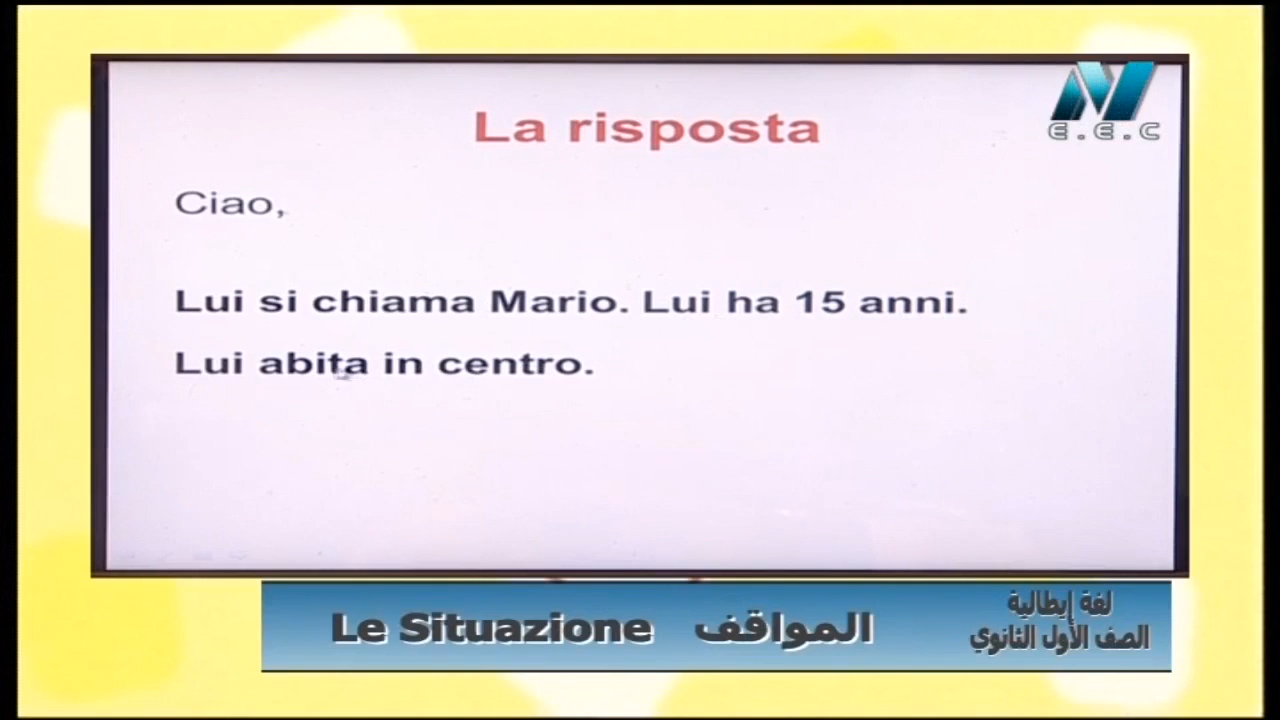 E.E.C
La risposta
Ciao,
Lui si chiama Mario. Lui ha 15 anni.
Lui abita in centro.
لغة إيطالية
الصف الأول الثانوي
Le Situazione المواقف